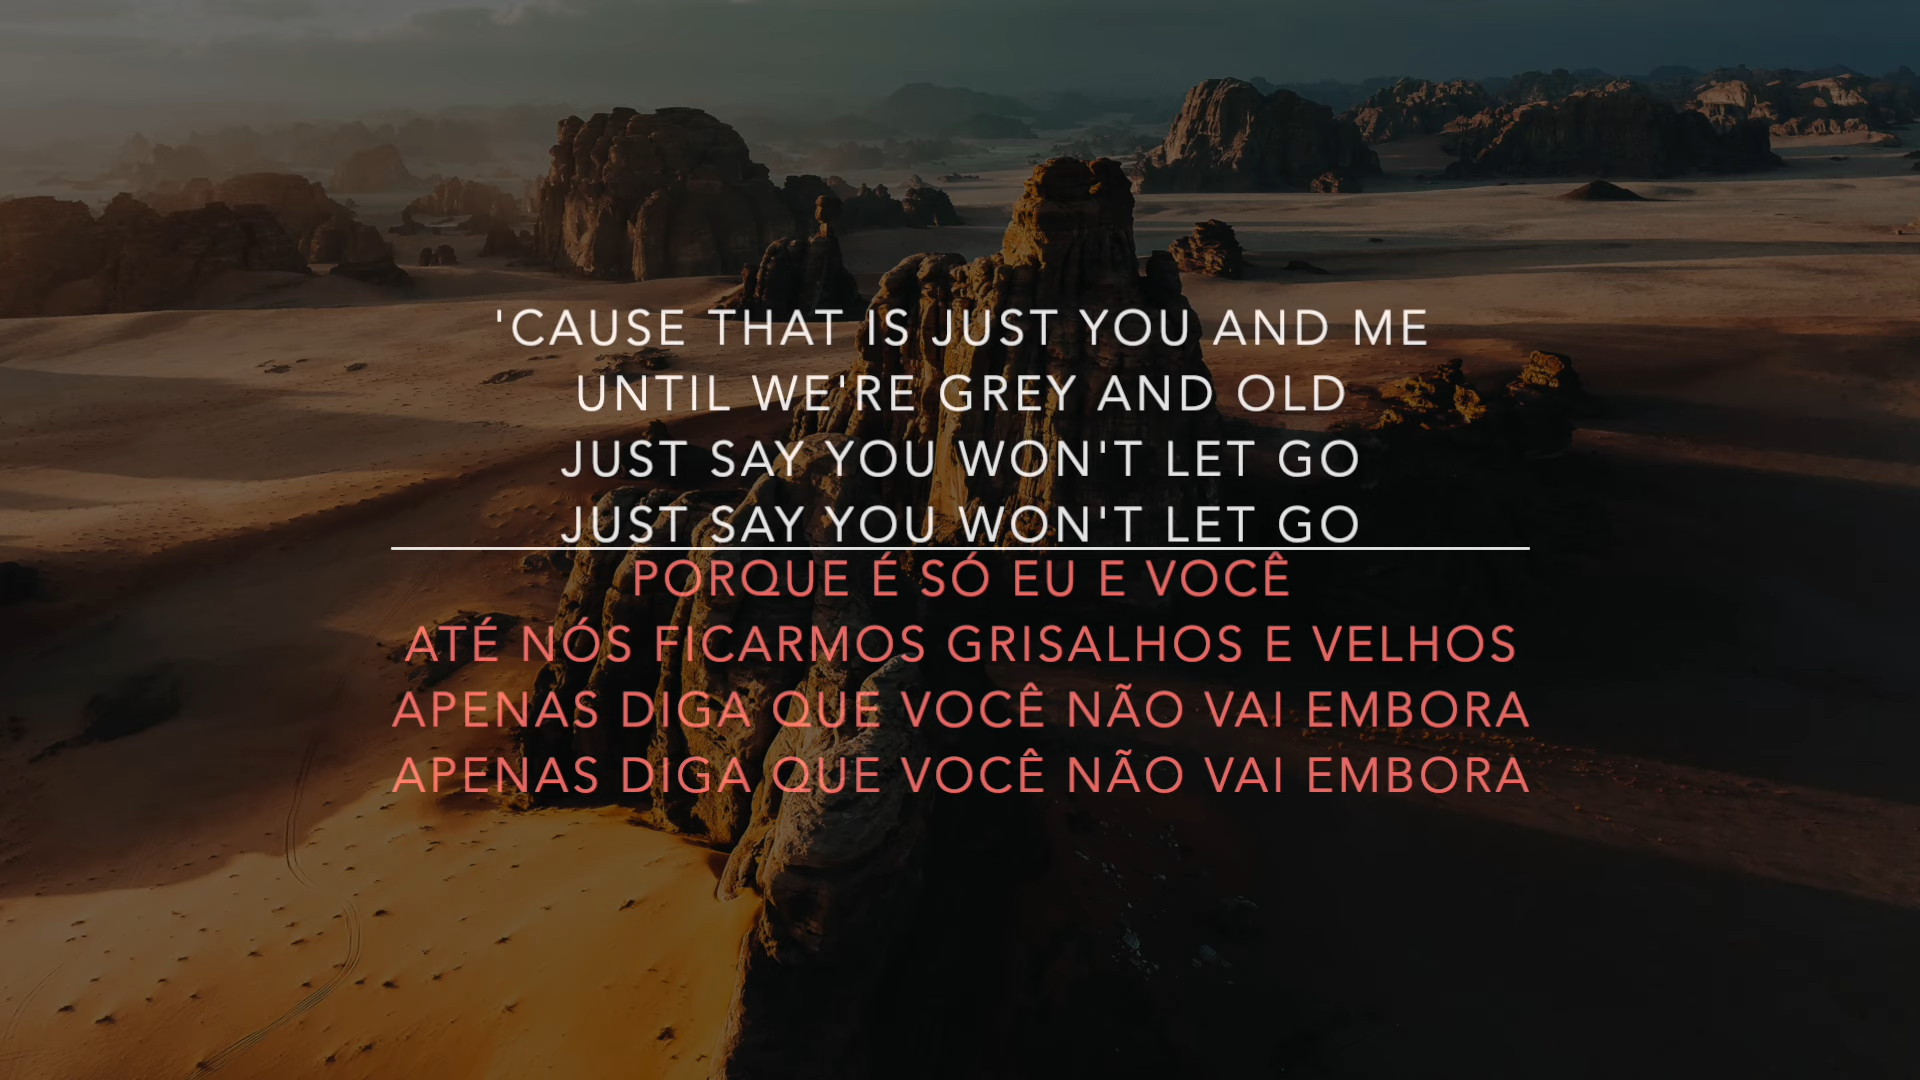 'CAUSE THAT IS JUST YOU AND ME
UNTIL WE'RE GREY AND OLD
JUST SAY YOU WON'T LET GO
JUST SAY YOU WON'T LET GO
PORQUE É SÓ EU E VOCÊ
ATÉ NÓS FICARMOS GRISALHOS E VELHOS
APENAS DIGA QUE VOCÊ NÃO VAI EMBORA
APENAS DIGA QUE VOCÊ NÃO VAI EMBORA